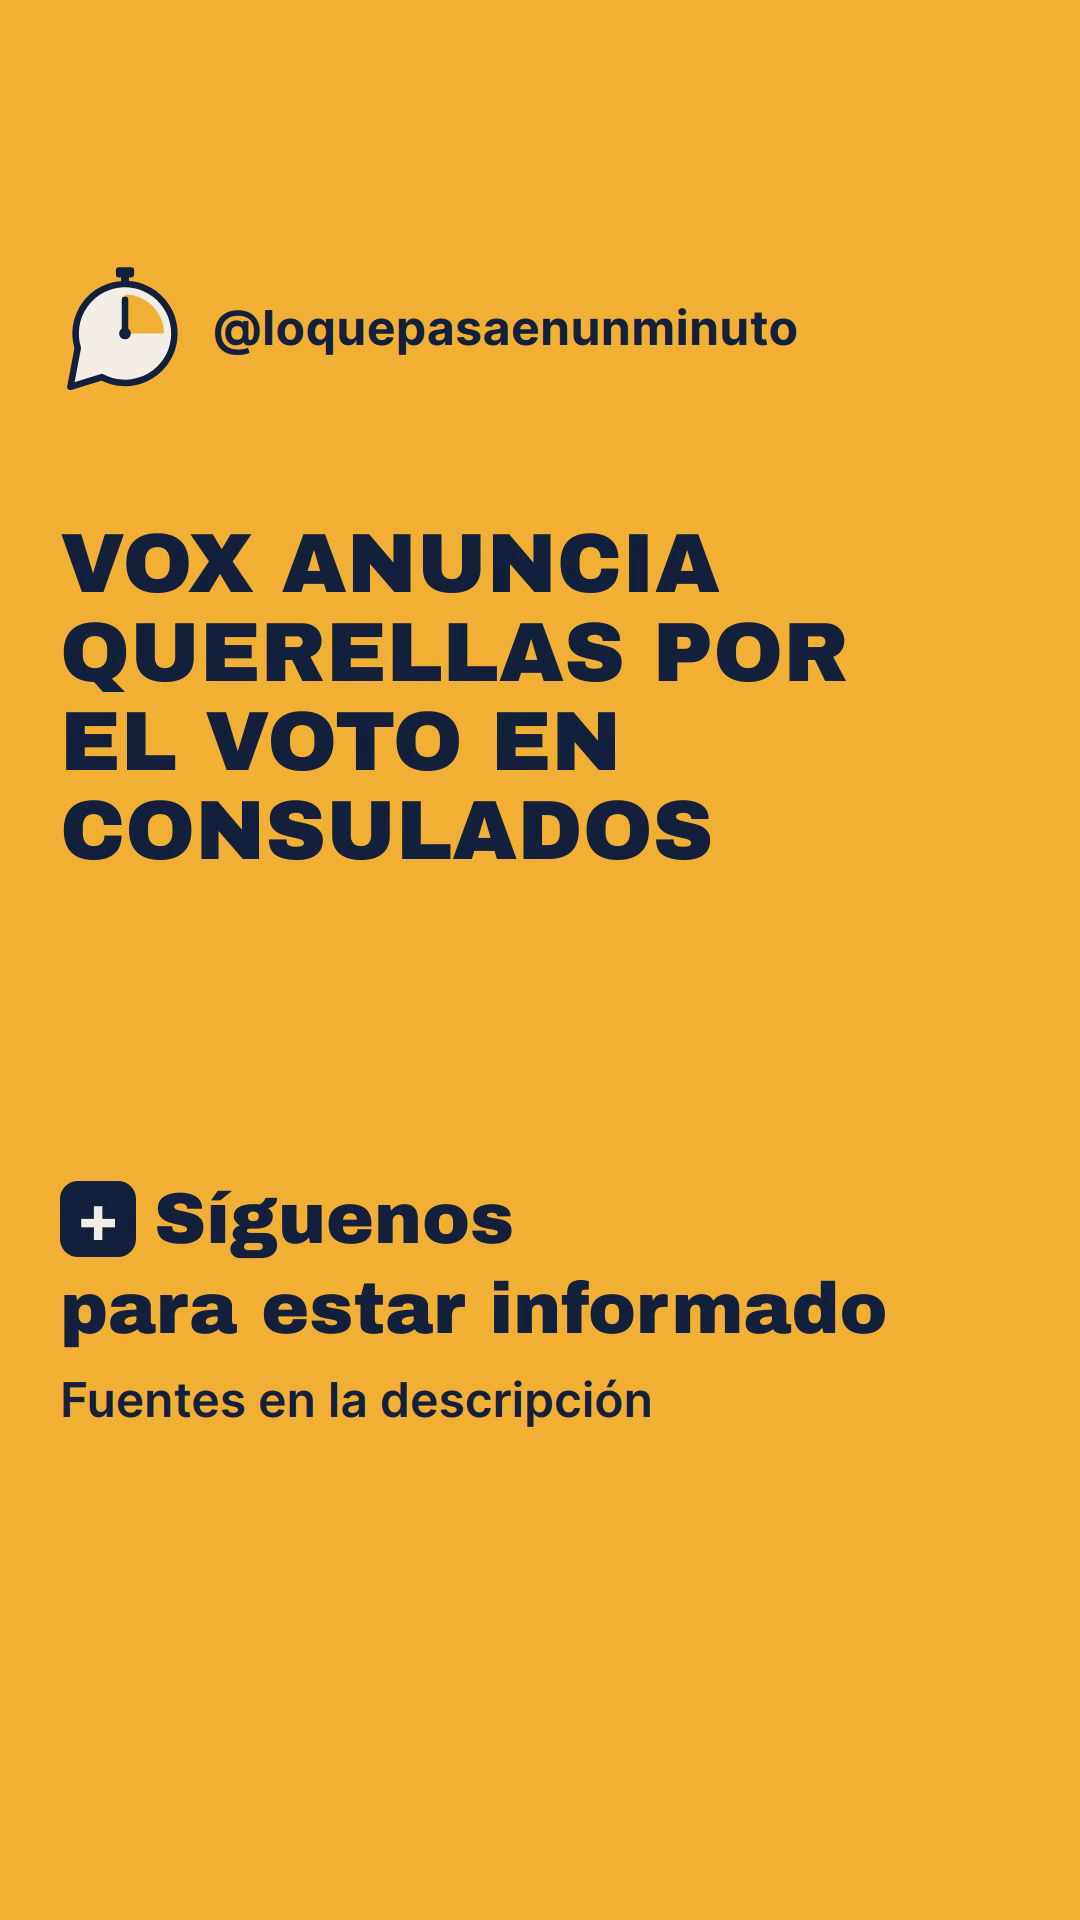 @loquepasaenunminuto
VOX ANUNCIA
QUERELLAS POR
EL VOTO EN
CONSULADOS
+ Síguenos
para estar informado
Fuentes en la descripción